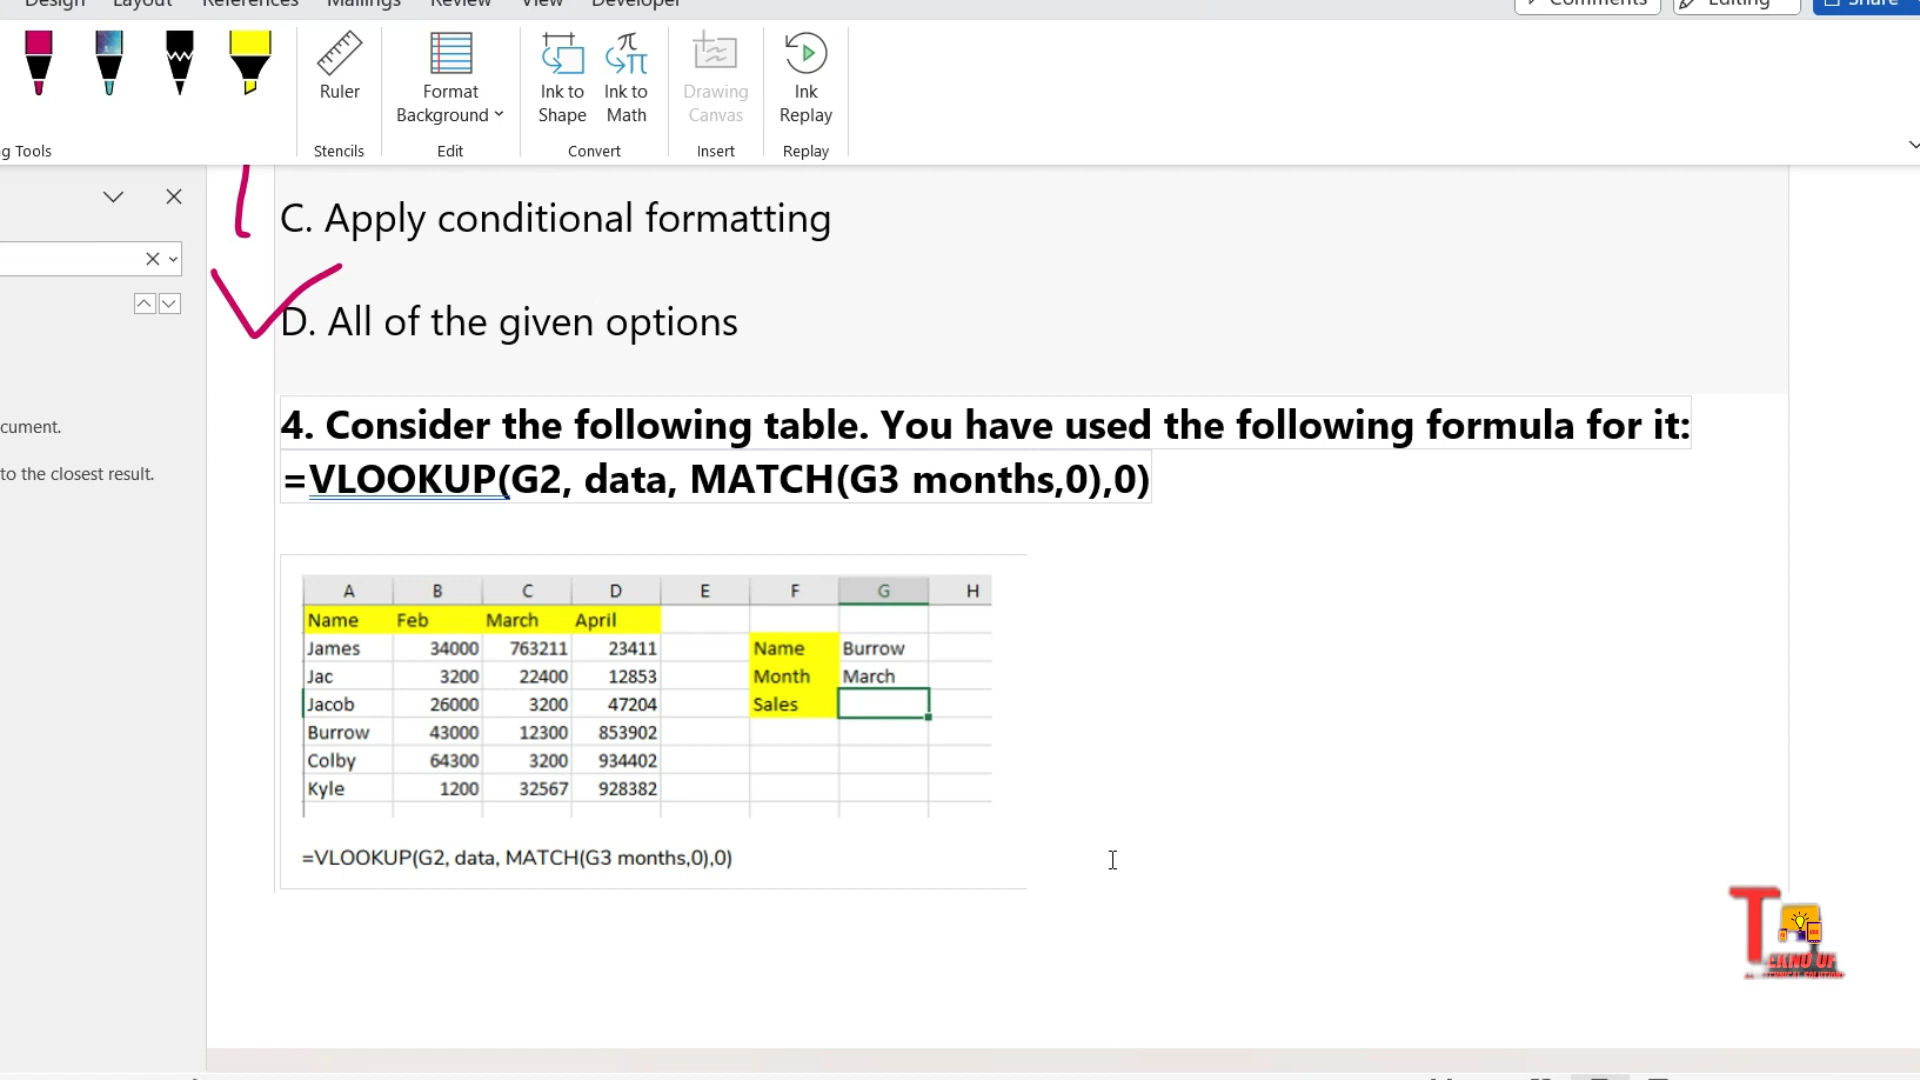 Design Layout References Mailings Review View Developer
Comments Editing Share
Ruler
Format
Background
Ink to
Shape
Ink to
Math
Drawing
Canvas
Ink
Replay
g Tools Stencils Edit Convert Insert Replay
C. Apply conditional formatting
D. All of the given options
cument.
to the closest result.
4. Consider the following table. You have used the following formula for it:
=VLOOKUP(G2, data, MATCH(G3 months,0),0)
A B C D E F G H
Name Feb March April
James 34000 763211 23411 Name Burrow
Jac 3200 22400 12853 Month March
Jacob 26000 3200 47204 Sales
Burrow 43000 12300 853902
Colby 64300 3200 934402
Kyle 1200 32567 928382
=VLOOKUP(G2, data, MATCH(G3 months,0),0)